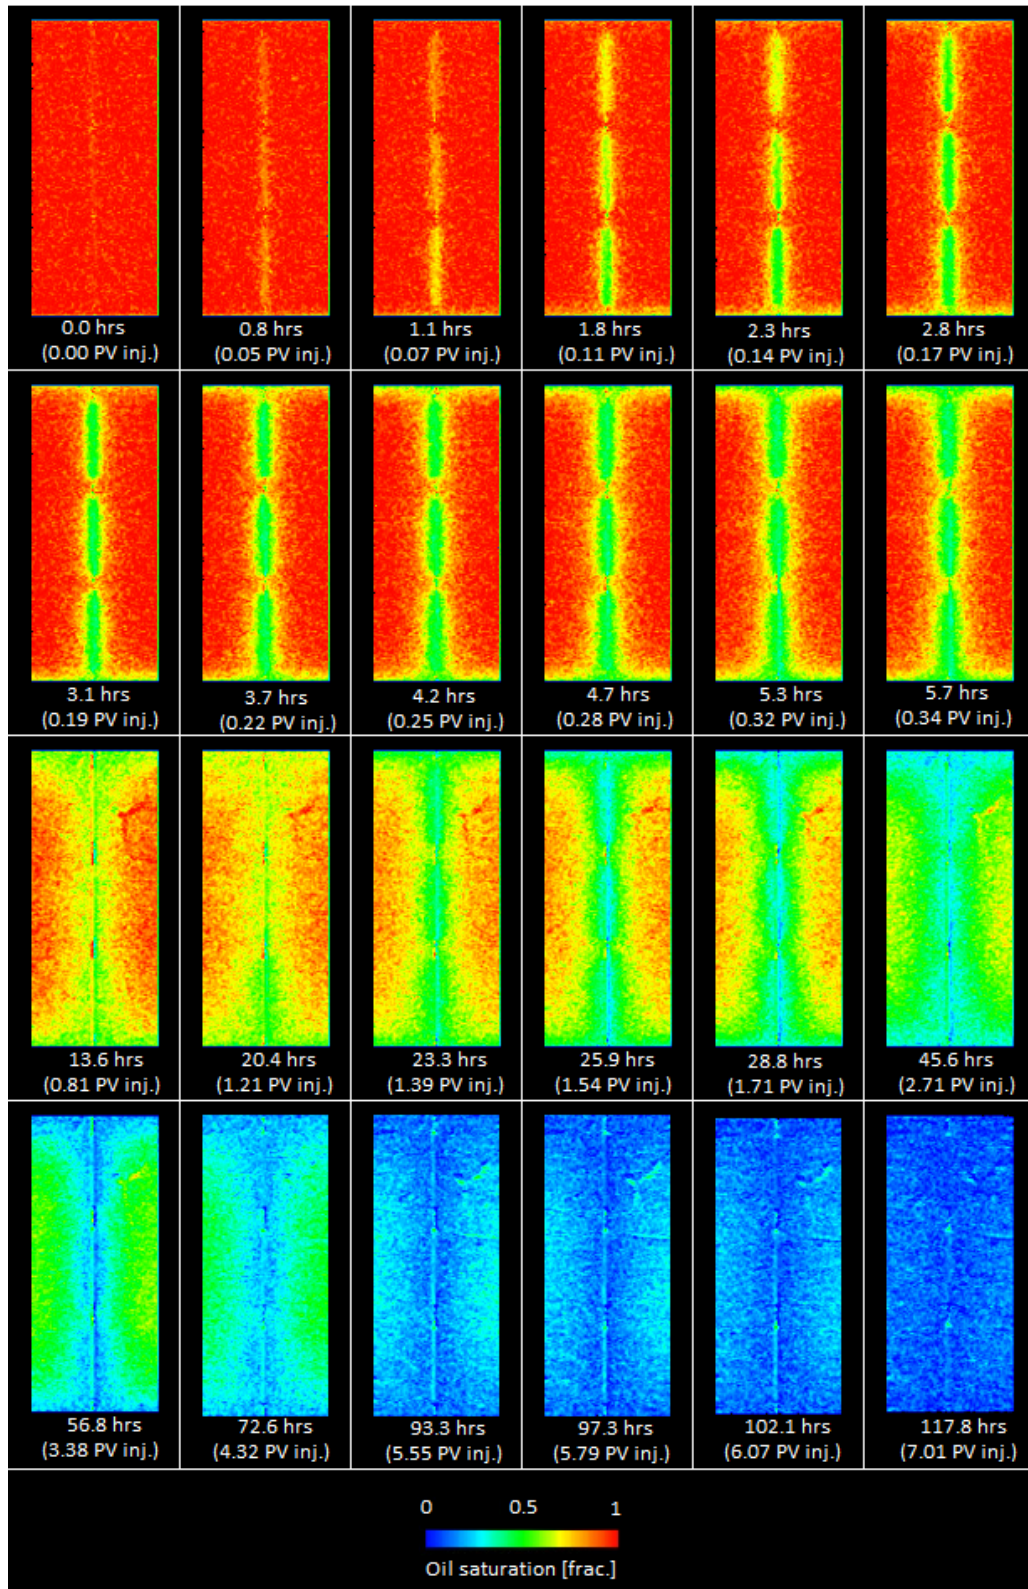 0.0 hrs
(0.00 PV inj.)
0.8 hrs
(0.05 PV inj.)
1.1 hrs
(0.07 PV inj.)
1.8 hrs
(0.11 PV inj.)
2.3 hrs
(0.14 PV inj.)
2.8 hrs
(0.17 PV inj.)
3.1 hrs
(0.19 PV inj.)
3.7 hrs
(0.22 PV inj.)
4.2 hrs
(0.25 PV inj.)
4.7 hrs
(0.28 PV inj.)
5.3 hrs
(0.32 PV inj.)
5.7 hrs
(0.34 PV inj.)
13.6 hrs
(0.81 PV inj.)
20.4 hrs
(1.21 PV inj.)
23.3 hrs
(1.39 PV inj.)
25.9 hrs
(1.54 PV inj.)
28.8 hrs
(1.71 PV inj.)
45.6 hrs
(2.71 PV inj.)
56.8 hrs
(3.38 PV inj.)
72.6 hrs
(4.32 PV inj.)
93.3 hrs
(5.55 PV inj.)
97.3 hrs
(5.79 PV inj.)
102.1 hrs
(6.07 PV inj.)
117.8 hrs
(7.01 PV inj.)
0 0.5 1
Oil saturation [frac.]